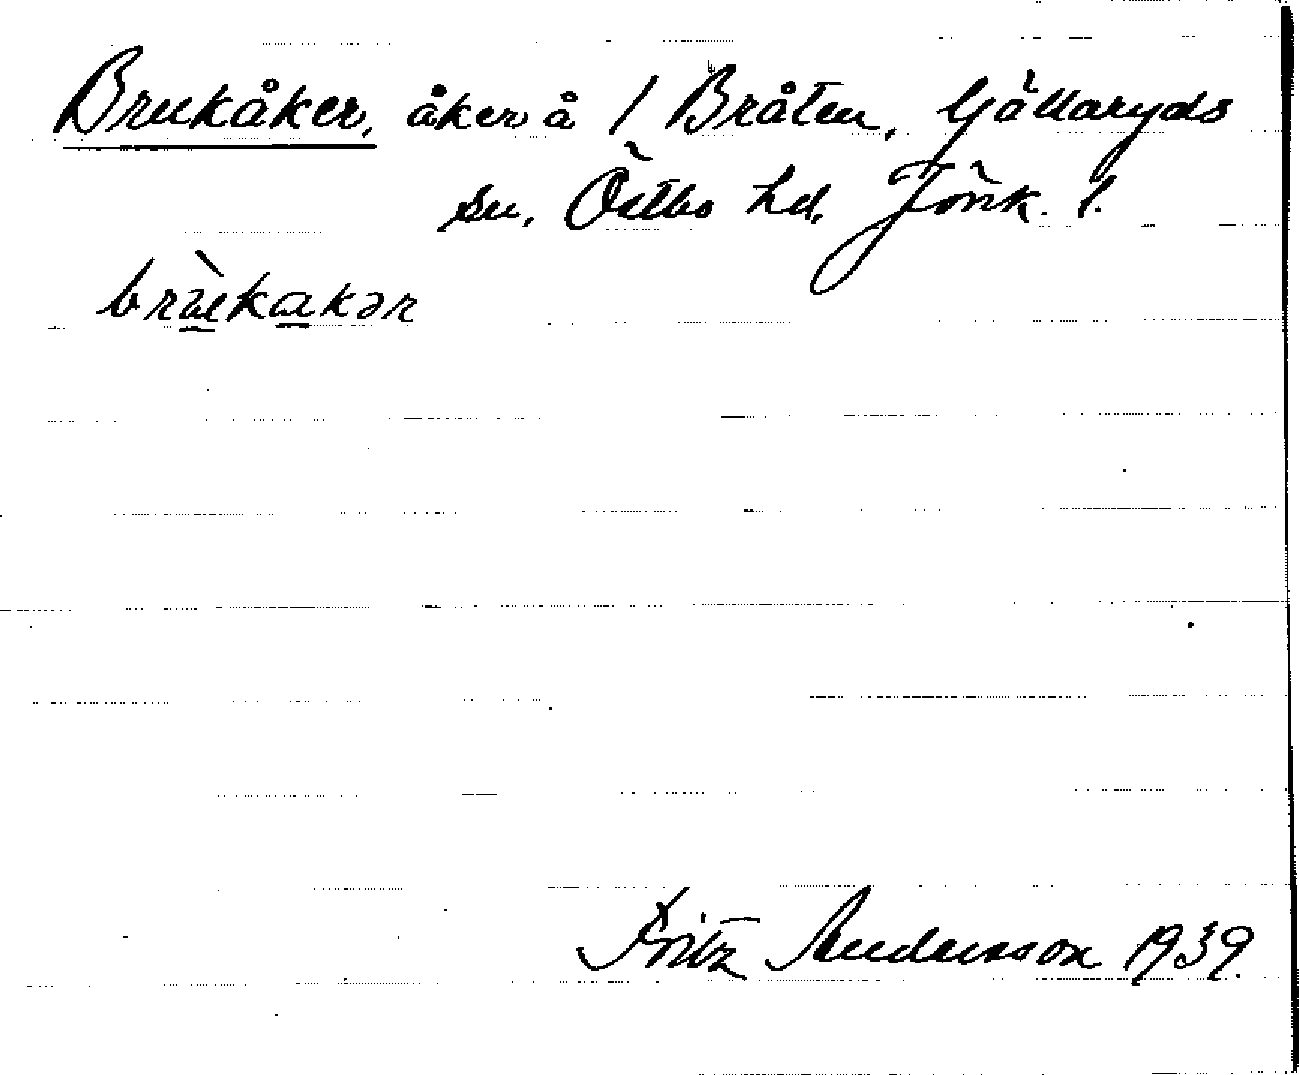 Brukåker, åker å 1 Bråten, Gällaryds
sn, Östbo hd, Jönk. l.
brùkakər
Fritz Andersson 1939.